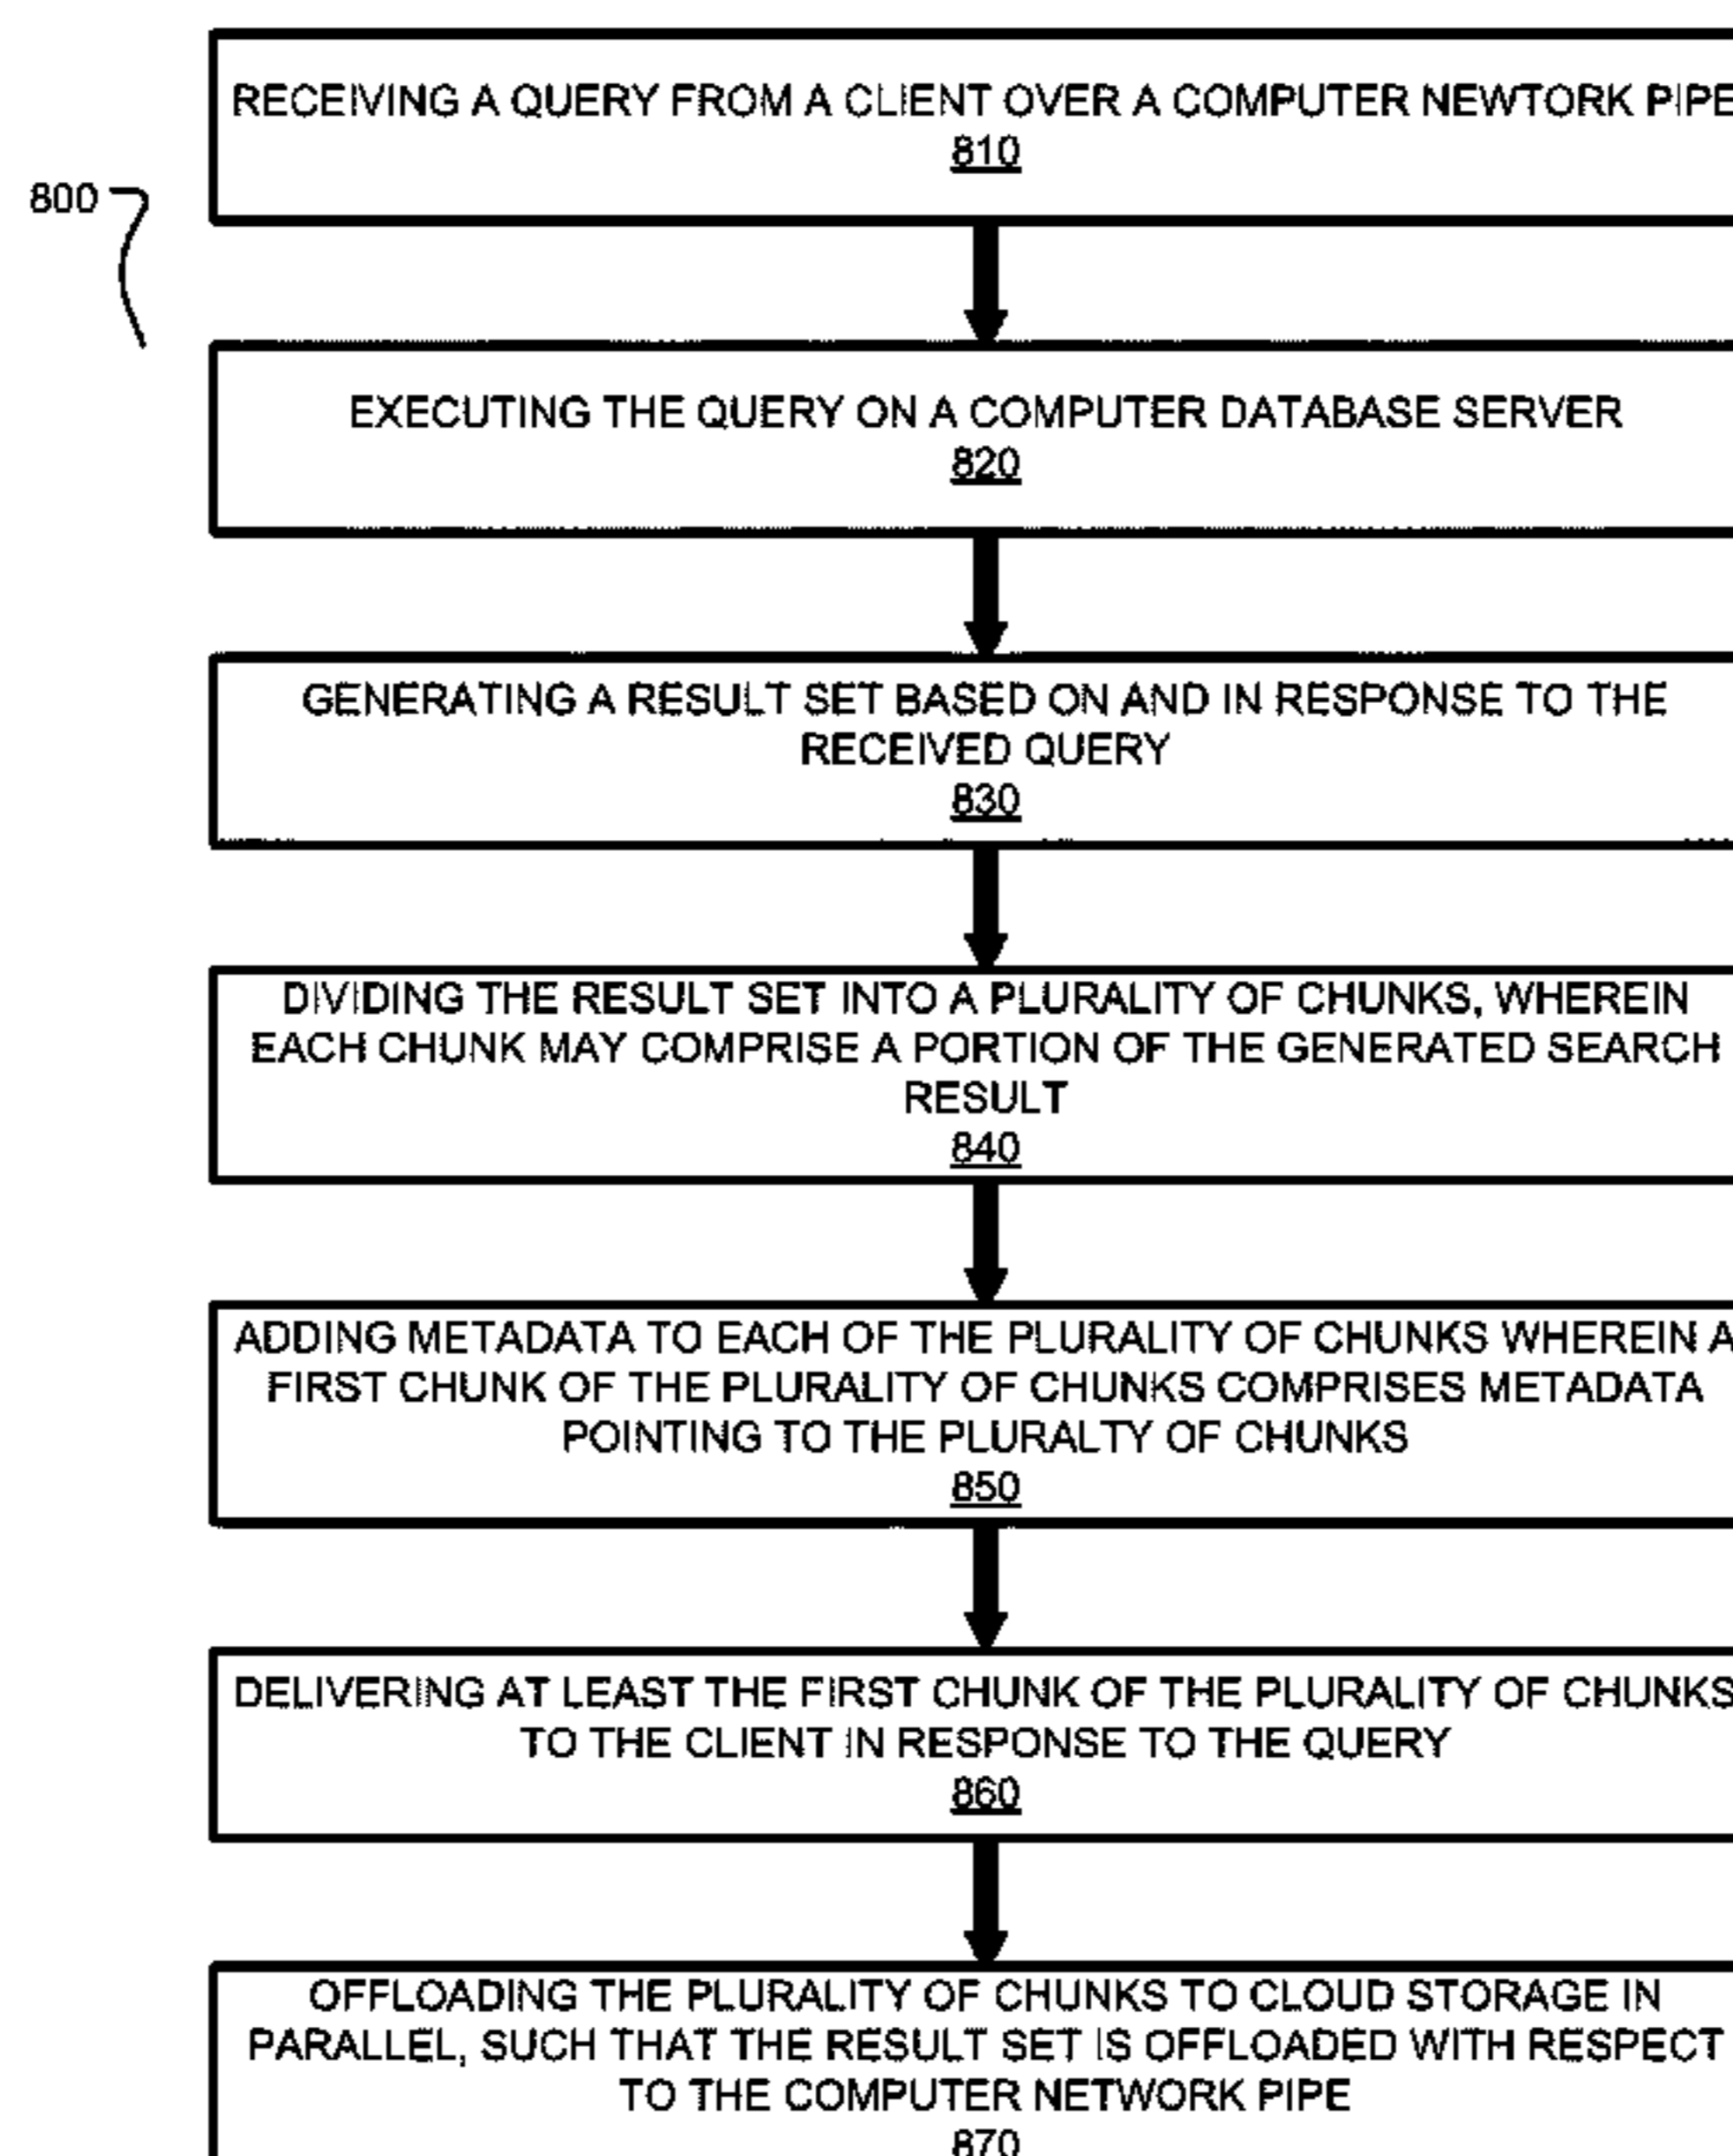 RECEIVING A QUERY FROM A CLIENT OVER A COMPUTER NEWTORK PIPE
810
800
EXECUTING THE QUERY ON A COMPUTER DATABASE SERVER
820
GENERATING A RESULT SET BASED ON AND IN RESPONSE TO THE
RECEIVED QUERY
830
DIVIDING THE RESULT SET INTO A PLURALITY OF CHUNKS, WHEREIN
EACH CHUNK MAY COMPRISE A PORTION OF THE GENERATED SEARCH
RESULT
840
ADDING METADATA TO EACH OF THE PLURALITY OF CHUNKS WHEREIN A
FIRST CHUNK OF THE PLURALITY OF CHUNKS COMPRISES METADATA
POINTING TO THE PLURALTY OF CHUNKS
850
DELIVERING AT LEAST THE FIRST CHUNK OF THE PLURALITY OF CHUNKS
TO THE CLIENT IN RESPONSE TO THE QUERY
860
OFFLOADING THE PLURALITY OF CHUNKS TO CLOUD STORAGE IN
PARALLEL, SUCH THAT THE RESULT SET IS OFFLOADED WITH RESPECT
TO THE COMPUTER NETWORK PIPE
870